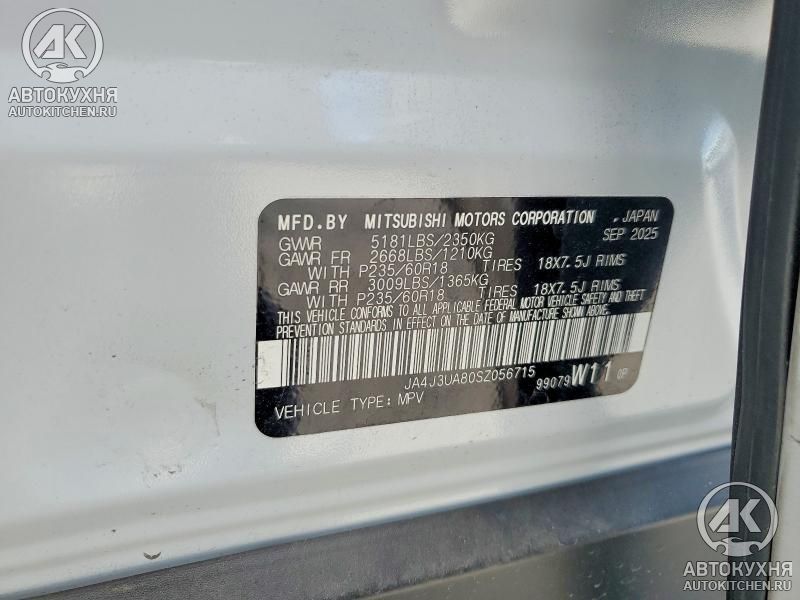 АК
АВТОКУХНЯ
AUTOKITCHEN.RU
MFD.BY MITSUBISHI MOTORS CORPORATION , JAPAN
GVWR 5181LBS/2350KG SEP 2025
GAWR FR 2668LBS/1210KG
WITH P235/60R18 TIRES 18X7.5J RIMS
GAWR RR 3009LBS/1365KG
WITH P235/60R18 TIRES 18X7.5J RIMS
THIS VEHICLE CONFORMS TO ALL APPLICABLE FEDERAL MOTOR VEHICLE SAFETY AND THEFT
PREVENTION STANDARDS IN EFFECT ON THE DATE OF MANUFACTURE SHOWN ABOVE.
JA4J3UA80SZ056715
99079 W11 0P
VEHICLE TYPE: MPV
АК
АВТОКУХНЯ
AUTOKITCHEN.RU